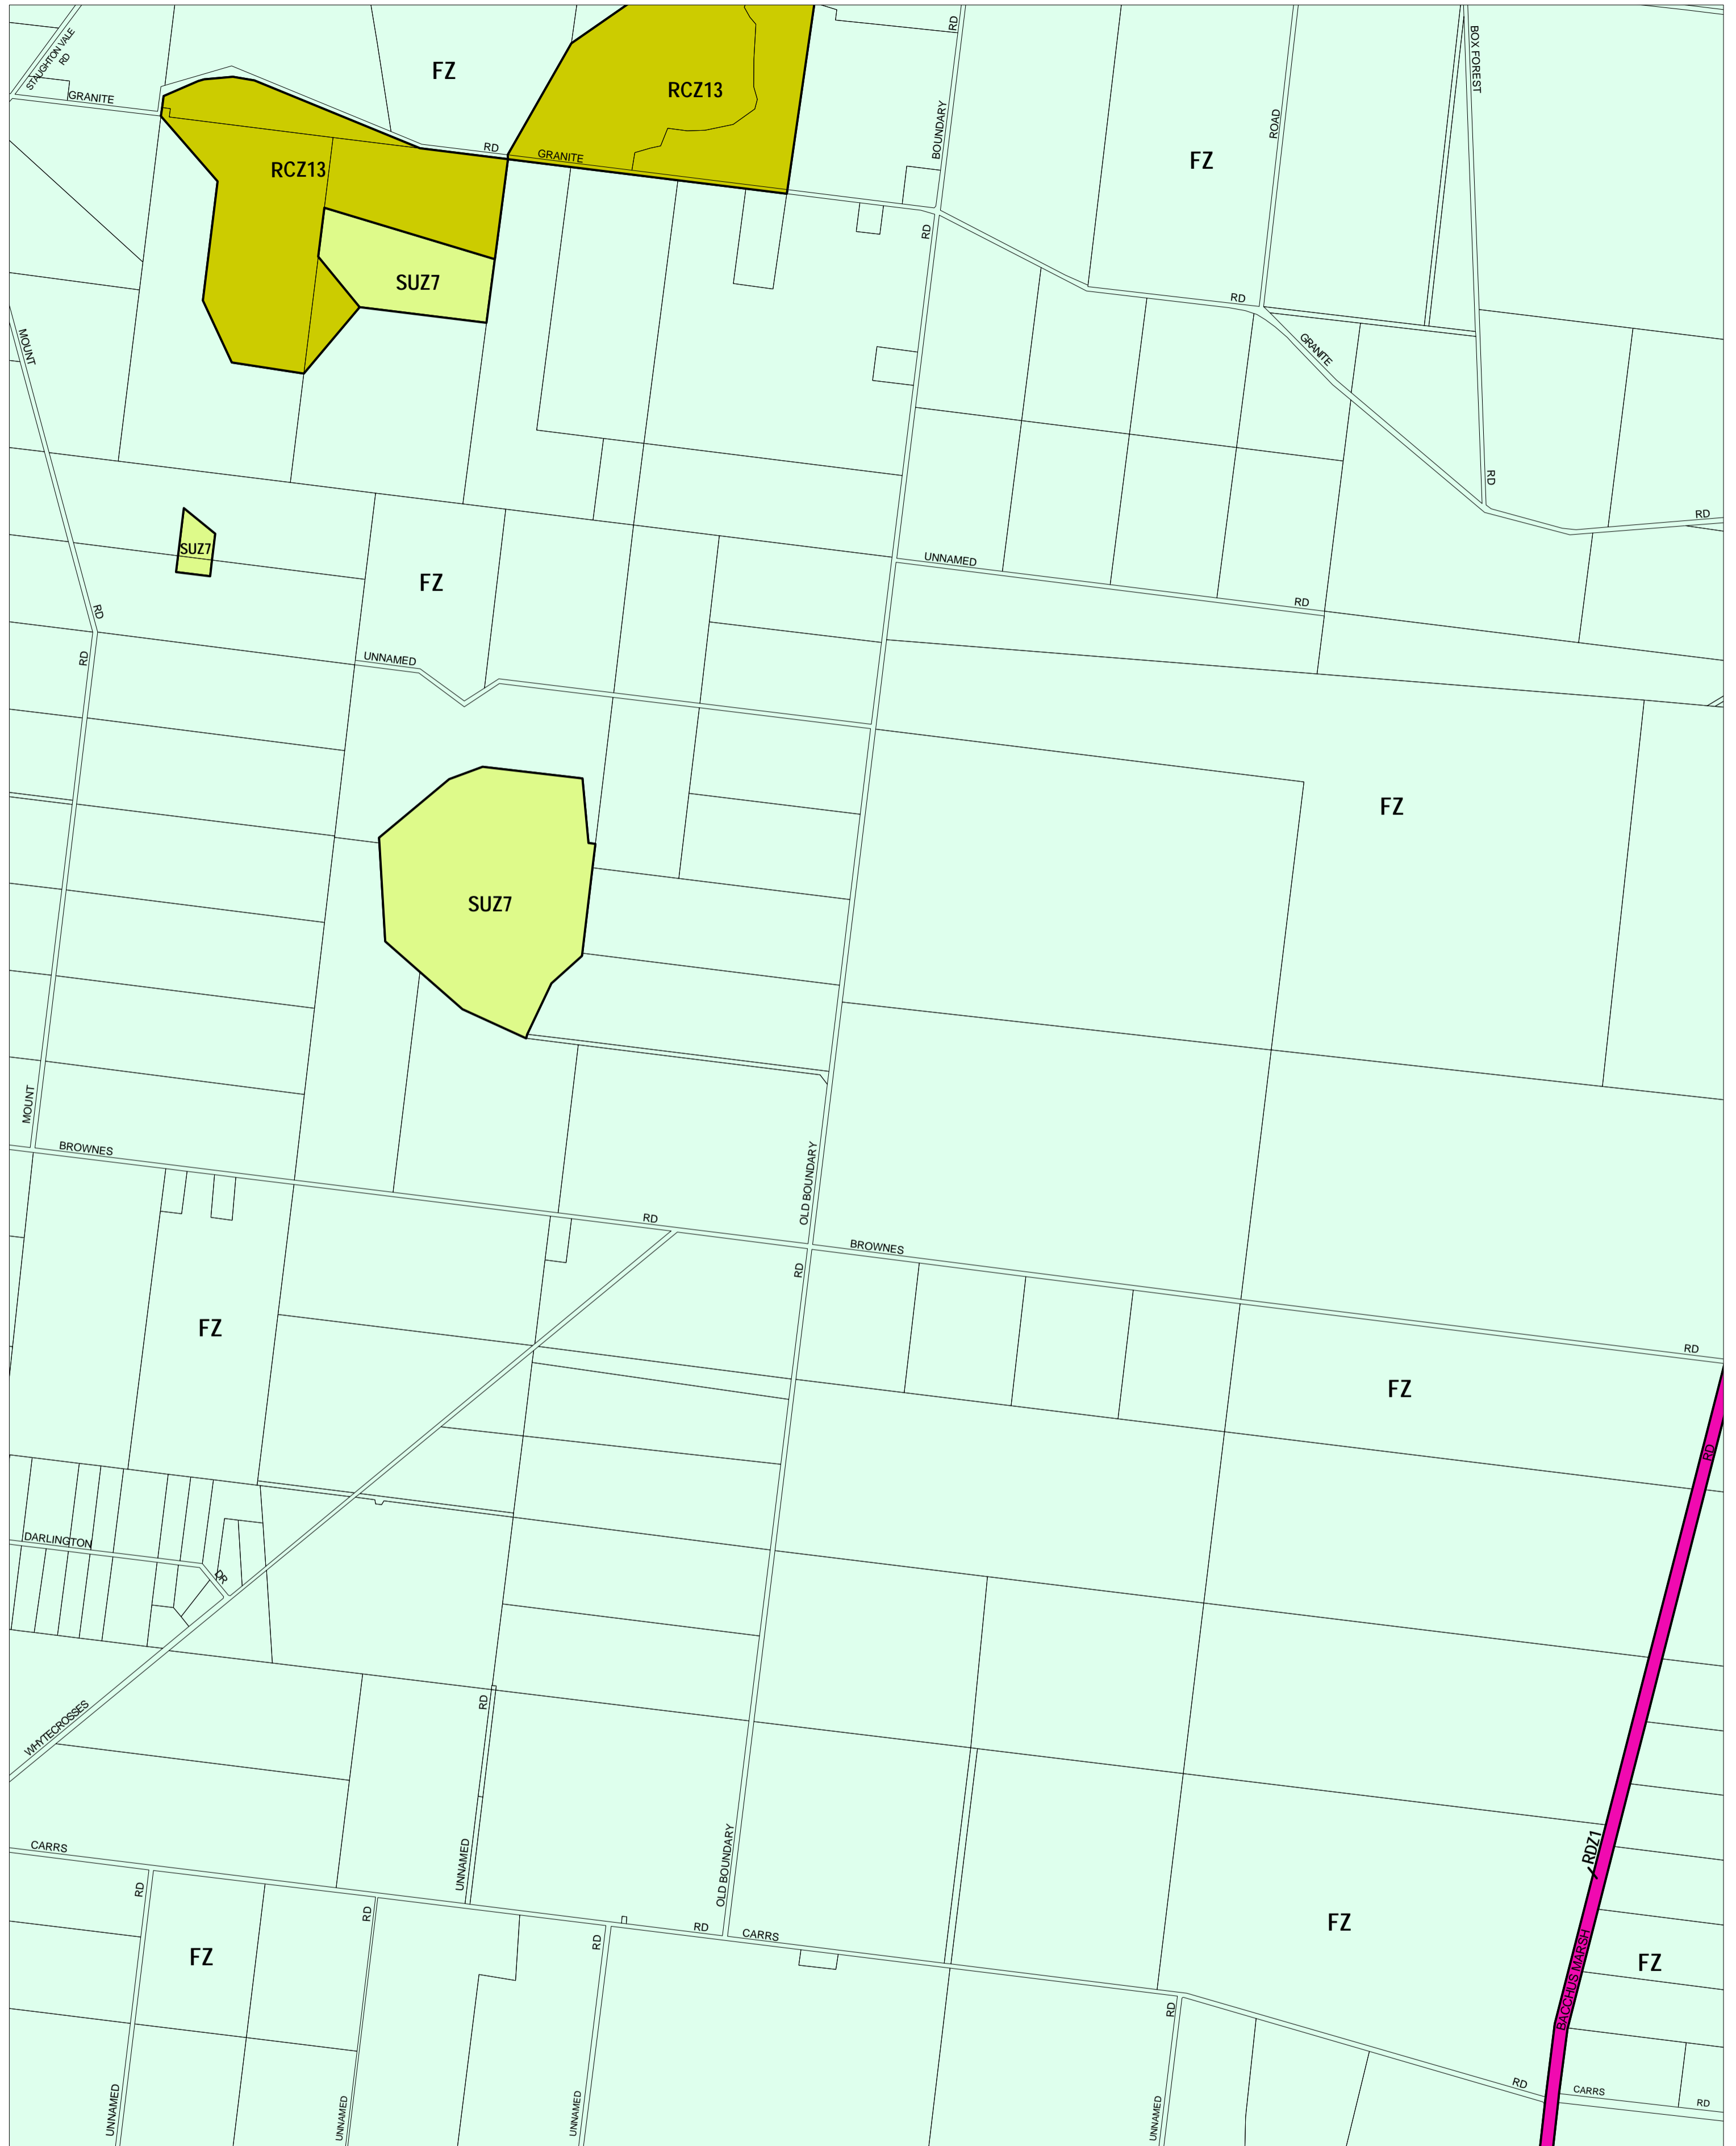 STAUGHTON VALE
RD
GRANITE
FZ
RCZ13
RD
BOX FOREST
ROAD
BOUNDARY
FZ
RD
GRANITE
RCZ13
RD
SUZ7
RD
GRANITE
MOUNT
RD
RD
SUZ7
FZ
UNNAMED
RD
RD
RD
UNNAMED
FZ
SUZ7
MOUNT
BROWNES
OLD BOUNDARY
RD
BROWNES
RD
FZ
RD
FZ
RD
DARLINGTON
DR
WHYTECROSSES
RD
CARRS
UNNAMED
OLD BOUNDARY
RDZ1
RD
RD
RD
RD
CARRS
FZ
FZ
BACCHUS MARSH
FZ
RD
RD
CARRS
RD
UNNAMED
UNNAMED
UNNAMED
UNNAMED